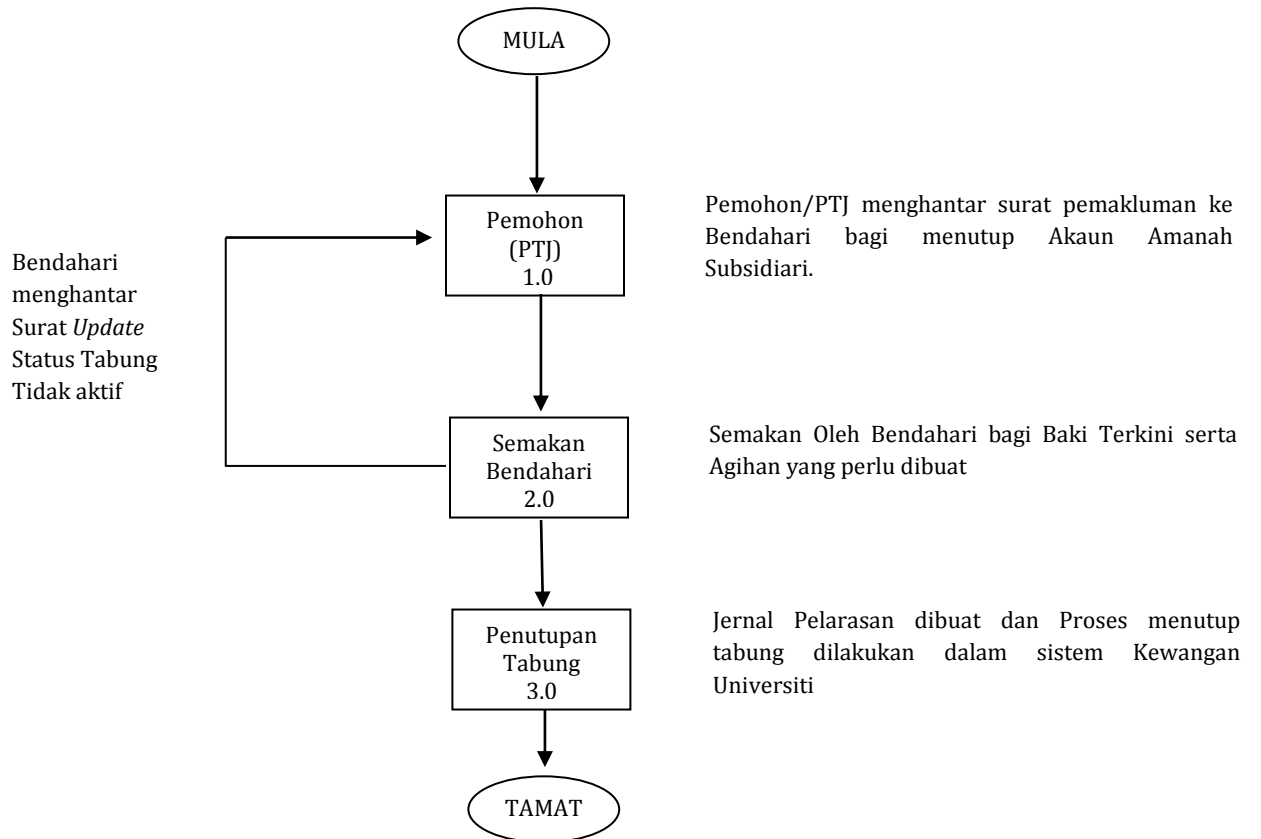 MULA
Pemohon
(PTJ)
1.0
Pemohon/PTJ menghantar surat pemakluman ke
Bendahari bagi menutup Akaun Amanah
Subsidiari.
Bendahari
menghantar
Surat Update
Status Tabung
Tidak aktif
Semakan
Bendahari
2.0
Semakan Oleh Bendahari bagi Baki Terkini serta
Agihan yang perlu dibuat
Penutupan
Tabung
3.0
Jernal Pelarasan dibuat dan Proses menutup
tabung dilakukan dalam sistem Kewangan
Universiti
TAMAT